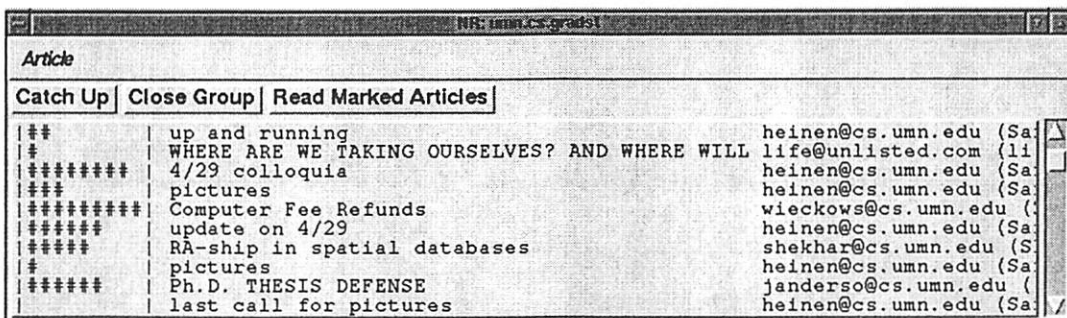 NR: umn.cs.gradst
Article
Catch Up Close Group Read Marked Articles
|## | up and running heinen@cs.umn.edu (Sa
|# | WHERE ARE WE TAKING OURSELVES? AND WHERE WILL life@unlisted.com (li
|######## | 4/29 colloquia heinen@cs.umn.edu (Sa
|### | pictures heinen@cs.umn.edu (Sa
|#########| Computer Fee Refunds wieckows@cs.umn.edu (
|###### | update on 4/29 heinen@cs.umn.edu (Sa
|##### | RA-ship in spatial databases shekhar@cs.umn.edu (S
|# | pictures heinen@cs.umn.edu (Sa
|###### | Ph.D. THESIS DEFENSE janderso@cs.umn.edu (
| | last call for pictures heinen@cs.umn.edu (Sa